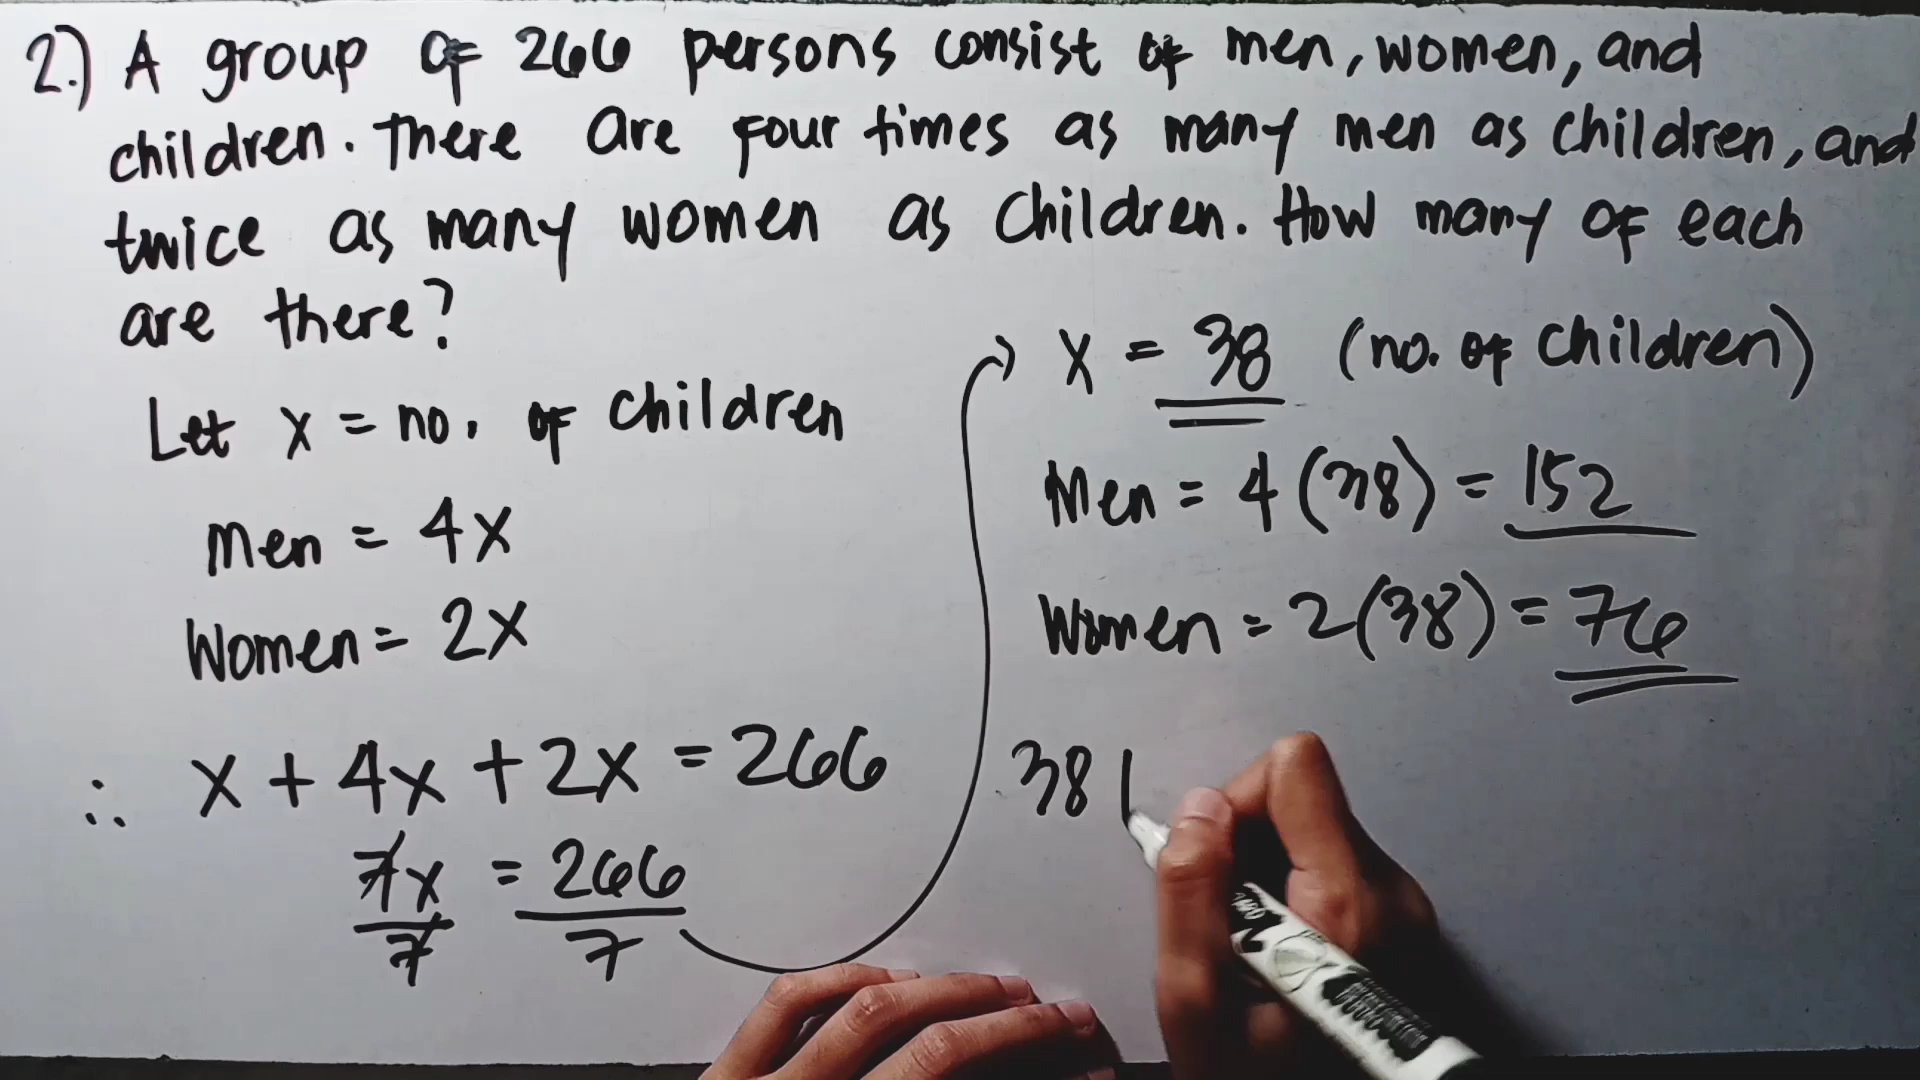 2.) A group of 266 persons consist of men, women, and
children. There are four times as many men as children, and
twice as many women as children. How many of each
are there?
Let x = no. of children
Men = 4x
Women = 2x
∴ x + 4x + 2x = 266
7x = 266
7 7
x = 38 (no. of children)
Men = 4(38) = 152
Women = 2(38) = 76
38